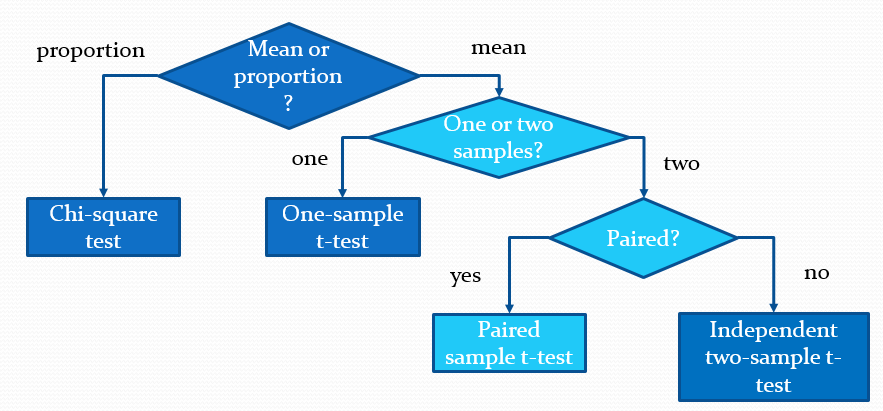 proportion
Mean or
proportion
?
mean
One or two
samples?
one
two
Chi-square
test
One-sample
t-test
Paired?
yes
no
Paired
sample t-test
Independent
two-sample t-
test